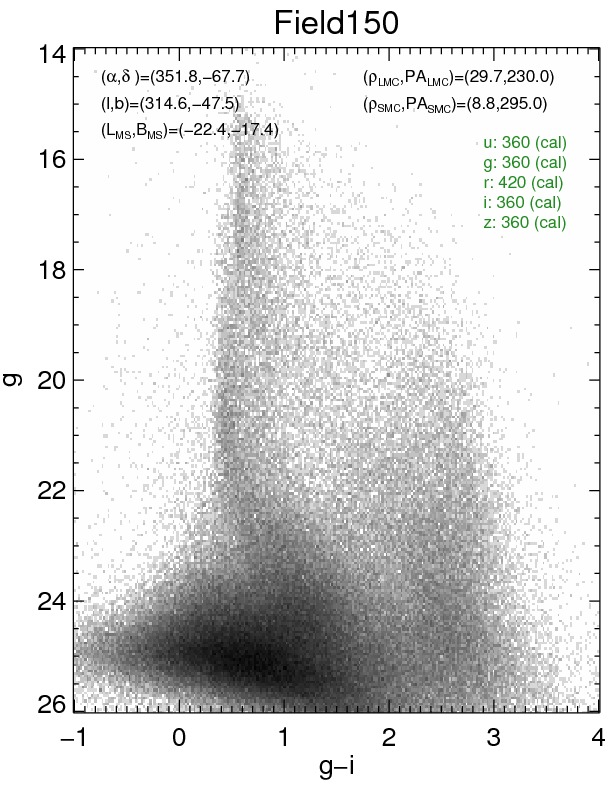 Field150
14
(α,δ )=(351.8,−67.7)
(ρLMC,PALMC)=(29.7,230.0)
(l,b)=(314.6,−47.5)
(ρSMC,PASMC)=(8.8,295.0)
(LMS,BMS)=(−22.4,−17.4)
u: 360 (cal)
g: 360 (cal)
r: 420 (cal)
i: 360 (cal)
z: 360 (cal)
16
18
20
g
22
24
26
−1 0 1 2 3 4
g−i